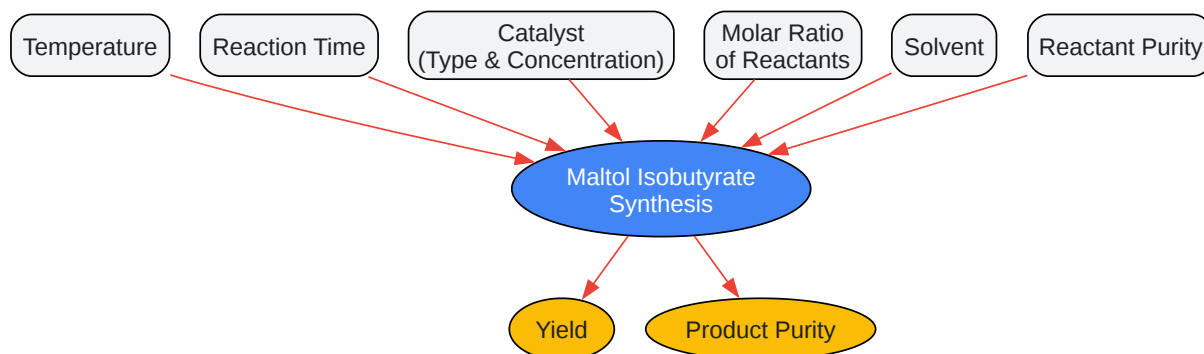 Temperature
Reaction Time
Catalyst
(Type & Concentration)
Molar Ratio
of Reactants
Solvent
Reactant Purity
Maltol Isobutyrate
Synthesis
Yield
Product Purity